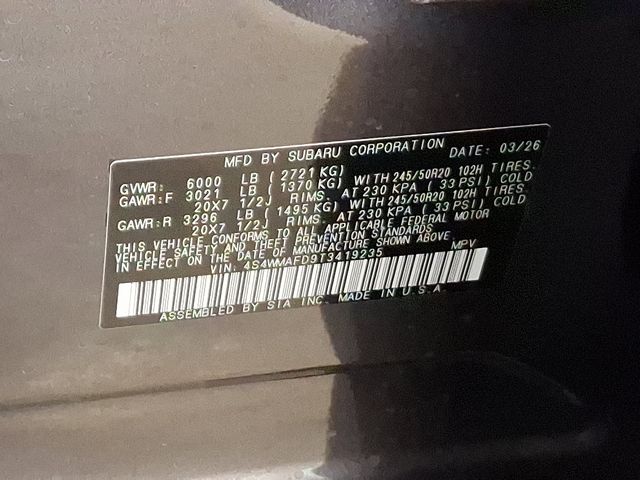 MFD BY SUBARU CORPORATION DATE: 03/26
GVWR: 6000 LB ( 2721 KG)
GAWR:F 3021 LB ( 1370 KG) WITH 245/50R20 102H TIRES.
20X7 1/2J RIMS. AT 230 KPA ( 33 PSI) COLD
GAWR:R 3296 LB ( 1495 KG) WITH 245/50R20 102H TIRES.
20X7 1/2J RIMS. AT 230 KPA ( 33 PSI) COLD
THIS VEHICLE CONFORMS TO ALL APPLICABLE FEDERAL MOTOR
VEHICLE SAFETY AND THEFT PREVENTION STANDARDS
IN EFFECT ON THE DATE OF MANUFACTURE SHOWN ABOVE
VIN: 4S4WMAFD9T3419235 MPV
ASSEMBLED BY SIA INC. MADE IN U.S.A.